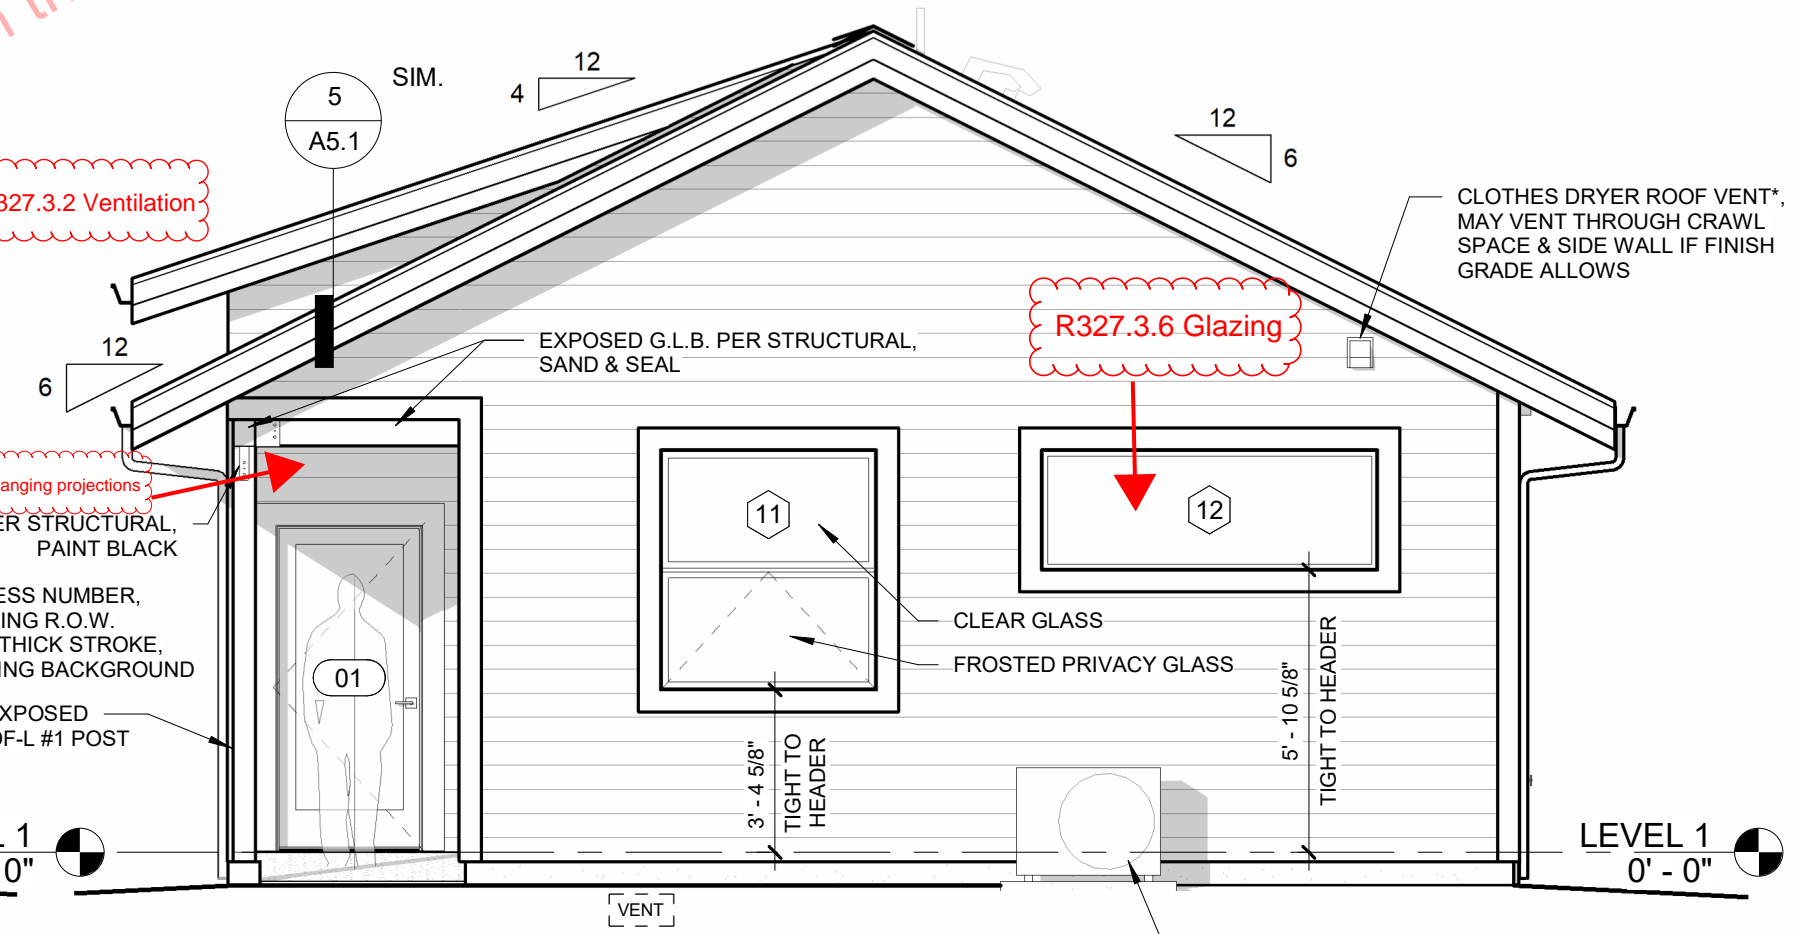 SIM.
5
A5.1
12
4
12
6
327.3.2 Ventilation
CLOTHES DRYER ROOF VENT*,
MAY VENT THROUGH CRAWL
SPACE & SIDE WALL IF FINISH
GRADE ALLOWS
R327.3.6 Glazing
EXPOSED G.L.B. PER STRUCTURAL,
SAND & SEAL
12
6
anging projections
ER STRUCTURAL,
PAINT BLACK
11
12
ESS NUMBER,
ING R.O.W.
THICK STROKE,
ING BACKGROUND
CLEAR GLASS
FROSTED PRIVACY GLASS
01
XPOSED
DF-L #1 POST
3' - 4 5/8"
TIGHT TO
HEADER
5' - 10 5/8"
TIGHT TO HEADER
L 1
0"
LEVEL 1
0' - 0"
VENT